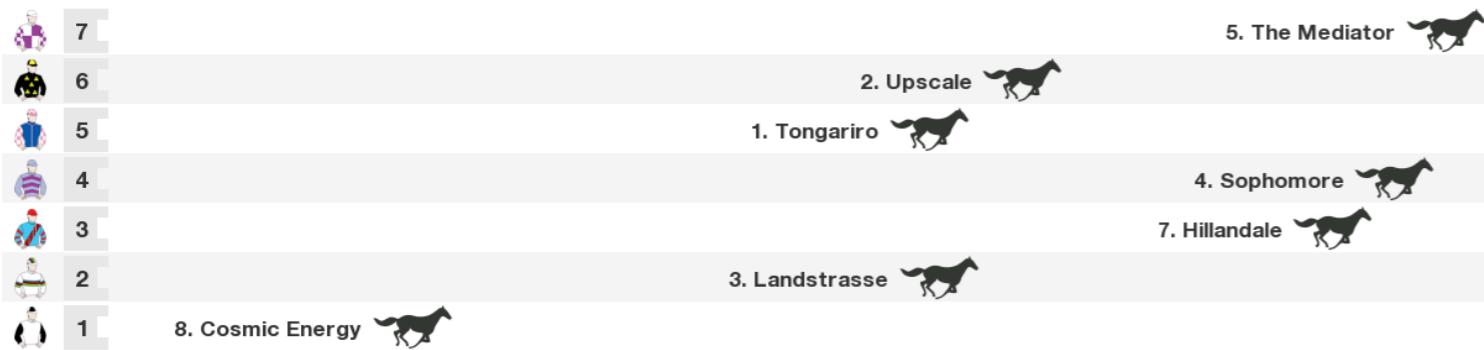 7 5. The Mediator
6 2. Upscale
5 1. Tongariro
4 4. Sophomore
3 7. Hillandale
2 3. Landstrasse
1 8. Cosmic Energy